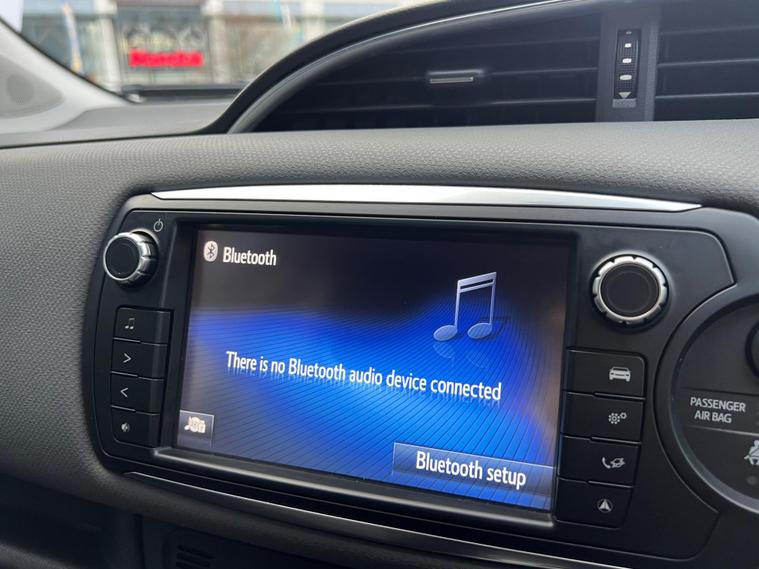 Bluetooth
There is no Bluetooth audio device connected
Bluetooth setup
PASSENGER
AIR BAG